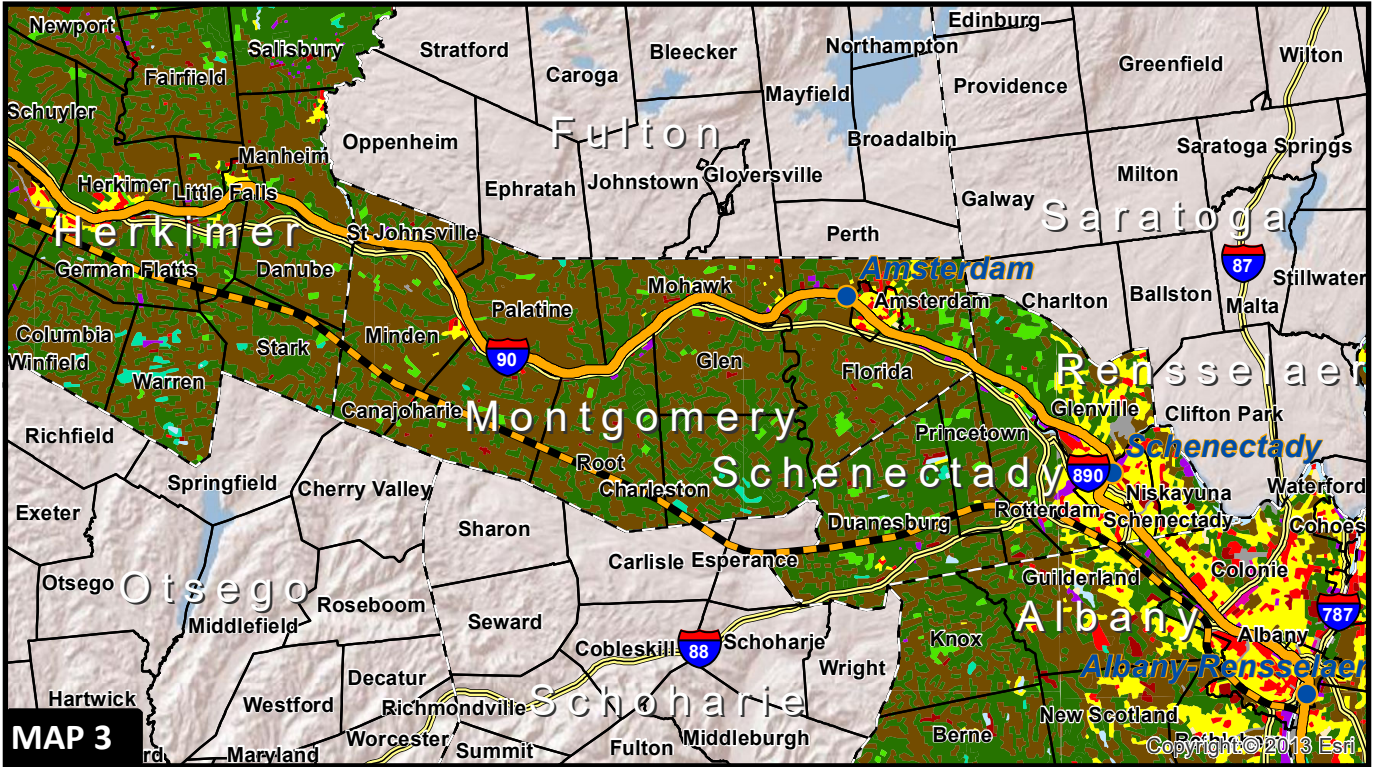 Newport
Salisbury
Fairfield
Schuyler
Stratford
Caroga
Bleecker
Northampton
Edinburg
Providence
Greenfield
Wilton
Mayfield
Oppenheim
Fulton
Broadalbin
Saratoga Springs
Manheim
Herkimer
Little Falls
Ephratah
Johnstown
Gloversville
Milton
Galway
Saratoga
Herkimer
St Johnsville
Perth
German Flatts
Danube
Amsterdam
87
Stillwater
Mohawk
Amsterdam
Charlton
Ballston
Malta
Palatine
Columbia
Minden
Winfield
Stark
90
Glen
Florida
Rensselaer
Warren
Canajoharie
Montgomery
Glenville
Clifton Park
Richfield
Princetown
Schenectady
Root
Schenectady
890
Springfield
Cherry Valley
Charleston
Niskayuna
Waterford
Exeter
Sharon
Duanesburg
Rotterdam
Schenectady
Cohoes
Carlisle
Esperance
Otsego
Otsego
Roseboom
Guilderland
Colonie
Middlefield
Seward
Albany
787
Cobleskill
88
Schoharie
Knox
Albany
Wright
Albany-Rensselaer
Decatur
Hartwick
Westford
Richmondville
Schoharie
New Scotland
MAP 3
Worcester
Summit
Fulton
Middleburgh
Berne
rd
Maryland
Copyright:© 2013 Esri